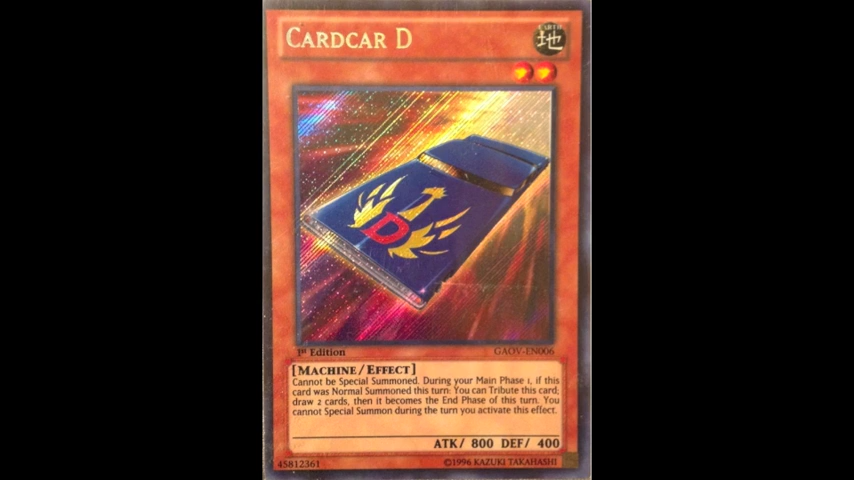 CARDCAR D
EARTH
地
D
1st Edition
GAOV-EN006
[MACHINE/EFFECT]
Cannot be Special Summoned. During your Main Phase 1, if this
card was Normal Summoned this turn: You can Tribute this card;
draw 2 cards, then it becomes the End Phase of this turn. You
cannot Special Summon during the turn you activate this effect.
ATK/ 800 DEF/ 400
45812361
©1996 KAZUKI TAKAHASHI